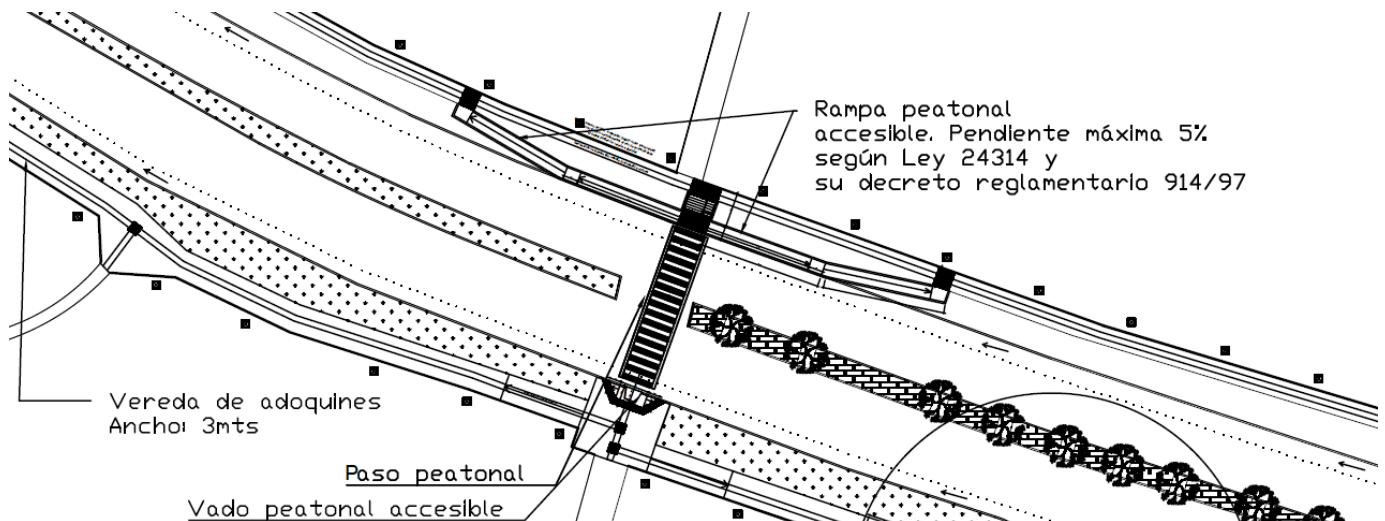 Rampa peatonal
accesible. Pendiente máxima 5%
según Ley 24314 y
su decreto reglamentario 914/97
Vereda de adoquines
Ancho: 3mts
Paso peatonal
Vado peatonal accesible